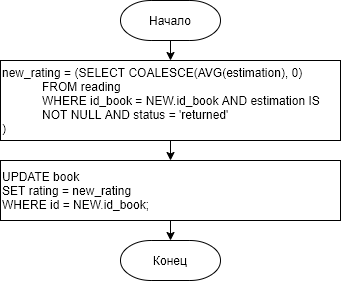 Начало
new_rating = (SELECT COALESCE(AVG(estimation), 0)
FROM reading
WHERE id_book = NEW.id_book AND estimation IS
NOT NULL AND status = 'returned'
)
UPDATE book
SET rating = new_rating
WHERE id = NEW.id_book;
Конец